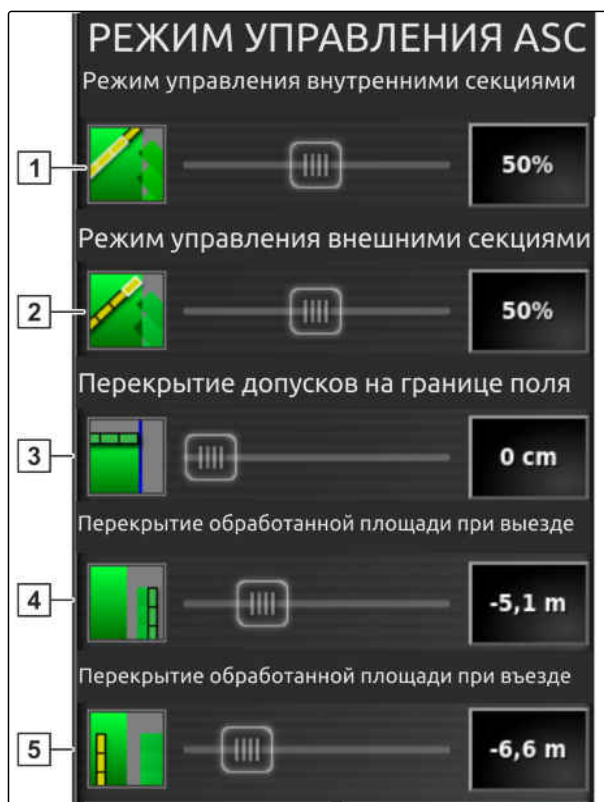 РЕЖИМ УПРАВЛЕНИЯ ASC
Режим управления внутренними секциями
1
50%
Режим управления внешними секциями
2
50%
Перекрытие допусков на границе поля
3
0 cm
Перекрытие обработанной площади при выезде
4
-5,1 m
Перекрытие обработанной площади при въезде
5
-6,6 m